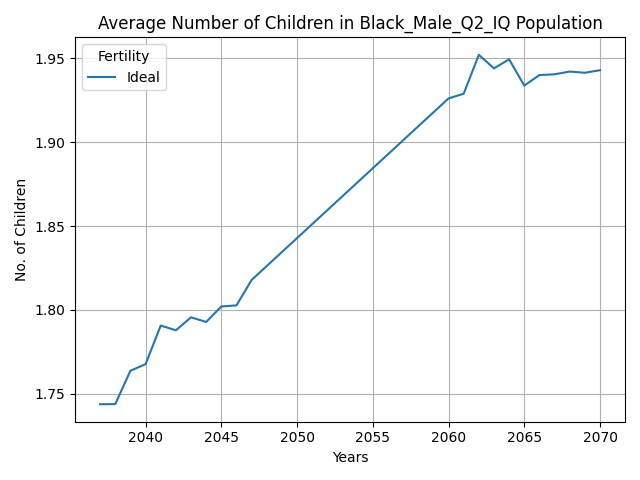 Average Number of Children in Black_Male_Q2_IQ Population
Fertility
Ideal
No. of Children
1.95
1.90
1.85
1.80
1.75
2040 2045 2050 2055 2060 2065 2070
Years